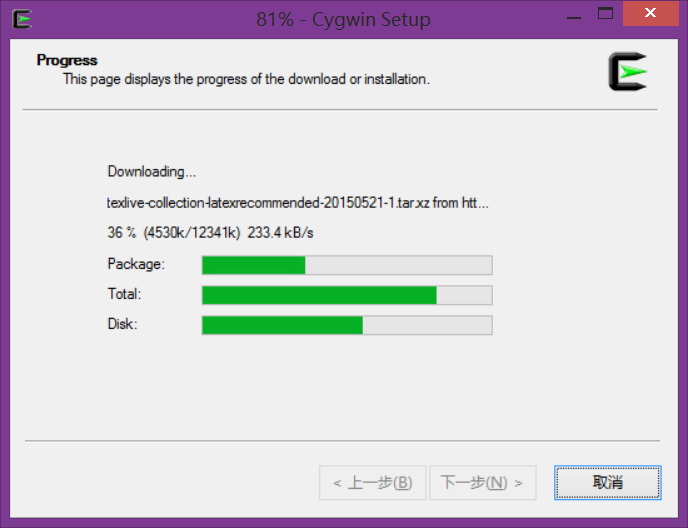 81% - Cygwin Setup
Progress
This page displays the progress of the download or installation.
Downloading...
texlive-collection-latexrecommended-20150521-1.tar.xz from htt...
36 % (4530k/12341k) 233.4 kB/s
Package:
Total:
Disk:
< 上一步(B)
下一步(N) >
取消